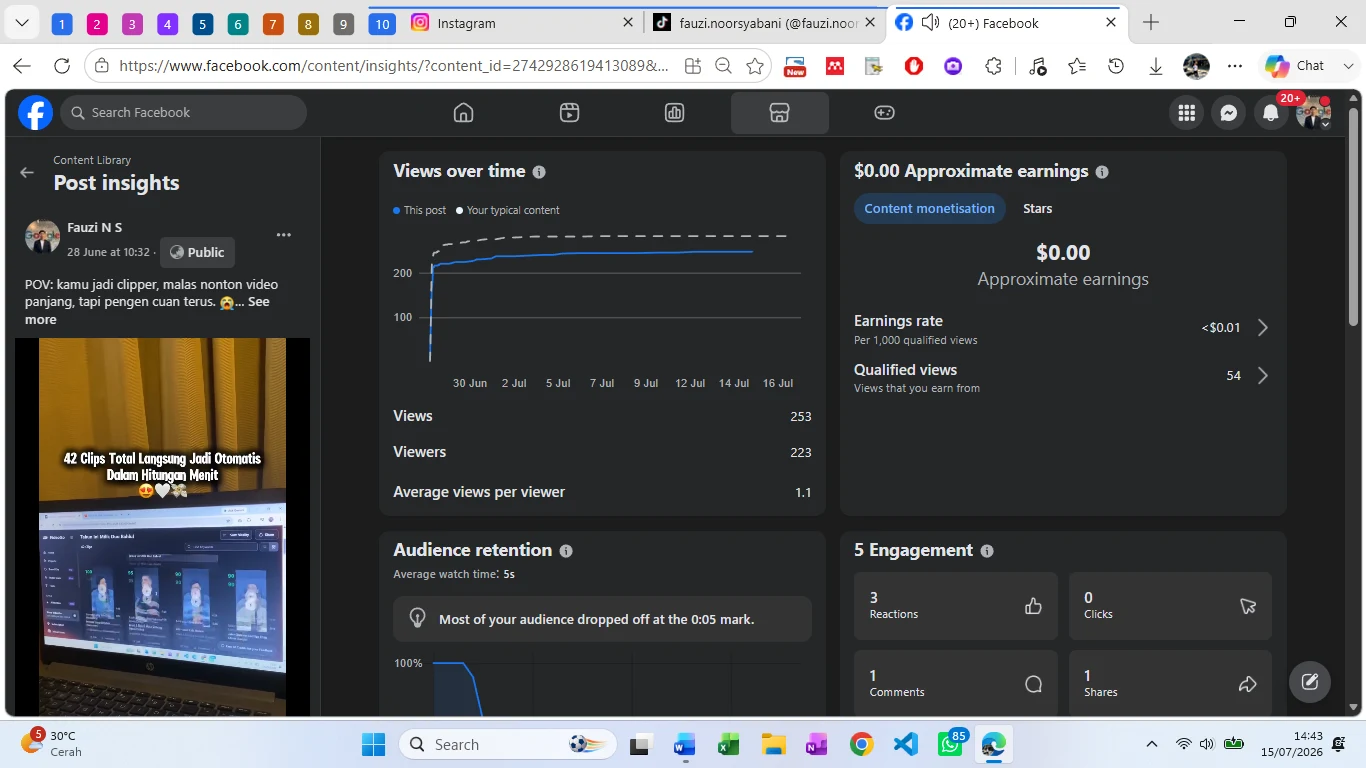 1
2
3
4
5
6
7
8
9
10
Instagram
fauzi.noorsyabani (@fauzi.noor
(20+) Facebook
https://www.facebook.com/content/insights/?content_id=2742928619413089&...
New
Chat
Search Facebook
20+
Content Library
Post insights
Fauzi N S
28 June at 10:32 ·
Public
POV: kamu jadi clipper, malas nonton video
panjang, tapi pengen cuan terus. 😭... See
more
42 Clips Total Langsung Jadi Otomatis
Dalam Hitungan Menit
😍🤍💸
Views over time
This post
Your typical content
200
100
30 Jun
2 Jul
5 Jul
7 Jul
9 Jul
12 Jul
14 Jul
16 Jul
Views
253
Viewers
223
Average views per viewer
1.1
$0.00 Approximate earnings
Content monetisation
Stars
$0.00
Approximate earnings
Earnings rate
<$0.01
Per 1,000 qualified views
Qualified views
54
Views that you earn from
Audience retention
Average watch time: 5s
Most of your audience dropped off at the 0:05 mark.
100%
5 Engagement
3
Reactions
0
Clicks
1
Comments
1
Shares
5
30°C
Cerah
Search
85
14:43
15/07/2026